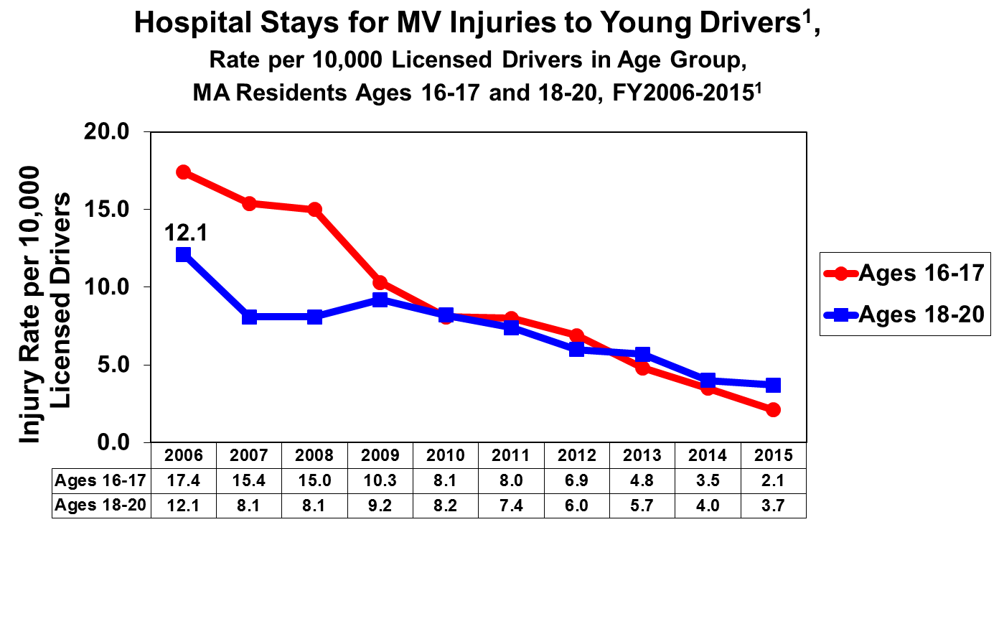 Hospital Stays for MV Injuries to Young Drivers¹,
Rate per 10,000 Licensed Drivers in Age Group,
MA Residents Ages 16-17 and 18-20, FY2006-2015¹
Injury Rate per 10,000
Licensed Drivers
20.0
15.0
10.0
5.0
0.0
12.1
Ages 16-17
Ages 18-20
2006 2007 2008 2009 2010 2011 2012 2013 2014 2015
Ages 16-17 17.4 15.4 15.0 10.3 8.1 8.0 6.9 4.8 3.5 2.1
Ages 18-20 12.1 8.1 8.1 9.2 8.2 7.4 6.0 5.7 4.0 3.7